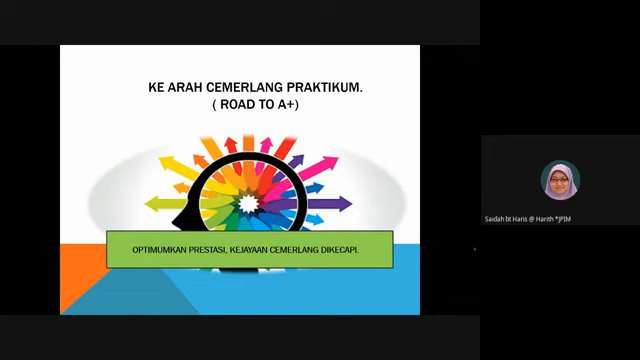 KE ARAH CEMERLANG PRAKTIKUM.
( ROAD TO A+)
OPTIMUMKAN PRESTASI, KEJAYAAN CEMERLANG DIKECAPI.
Saidah bt Haris @ Harith *JPIM